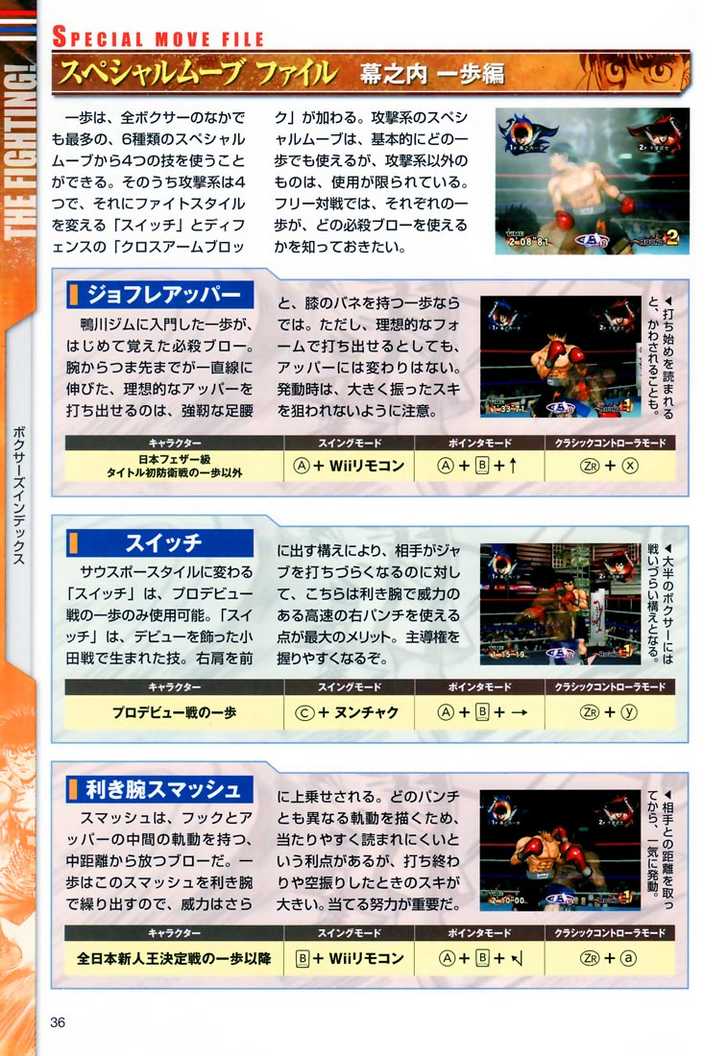 THE FIGHTING!
SPECIAL MOVE FILE
スペシャルムーブ ファイル 幕之内 一歩編
一歩は、全ボクサーのなかで
も最多の、6種類のスペシャル
ムーブから4つの技を使うこと
ができる。そのうち攻撃系は4
つで、それにファイトスタイル
を変える「スイッチ」とディフ
ェンスの「クロスアームブロッ
ク」が加わる。攻撃系のスペシ
ャルムーブは、基本的にどの一
歩でも使えるが、攻撃系以外の
ものは、使用が限られている。
フリー対戦では、それぞれの一
歩が、どの必殺ブローを使える
かを知っておきたい。
2'08"81
2
ジョフレアッパー
鴨川ジムに入門した一歩が、
はじめて覚えた必殺ブロー。
腕からつま先までが一直線に
伸びた、理想的なアッパーを
打ち出せるのは、強靭な足腰
と、膝のバネを持つ一歩なら
では。ただし、理想的なフォ
ームで打ち出せるとしても、
アッパーには変わりはない。
発動時は、大きく振ったスキ
を狙われないように注意。
1'33"71
◀打ち始めを読まれる
と、かわされることも。
キャラクター スイングモード ポインタモード クラシックコントローラモード
日本フェザー級
タイトル初防衛戦の一歩以外
Ⓐ + Wiiリモコン Ⓐ + B + ↑ ZR + ⓧ
スイッチ
サウスポースタイルに変わる
「スイッチ」は、プロデビュー
戦の一歩のみ使用可能。「スイ
ッチ」は、デビューを飾った小
田戦で生まれた技。右肩を前
に出す構えにより、相手がジャ
ブを打ちづらくなるのに対し
て、こちらは利き腕で威力の
ある高速の右パンチを使える
点が最大のメリット。主導権を
握りやすくなるぞ。
1'15"19
◀大半のボクサーには
戦いづらい構えとなる。
キャラクター スイングモード ポインタモード クラシックコントローラモード
プロデビュー戦の一歩 Ⓒ + ヌンチャク Ⓐ + B + → ZR + ⓨ
利き腕スマッシュ
スマッシュは、フックとア
ッパーの中間の軌動を持つ、
中距離から放つブローだ。一
歩はこのスマッシュを利き腕
で繰り出すので、威力はさら
に上乗せされる。どのパンチ
とも異なる軌動を描くため、
当たりやすく読まれにくいと
いう利点があるが、打ち終わ
りや空振りしたときのスキが
大きい。当てる努力が重要だ。
2'10"00
◀相手との距離を取っ
てから、一気に発動。
キャラクター スイングモード ポインタモード クラシックコントローラモード
全日本新人王決定戦の一歩以降 B + Wiiリモコン Ⓐ + B + ZR + ⓐ
ボクサーズインデックス
36